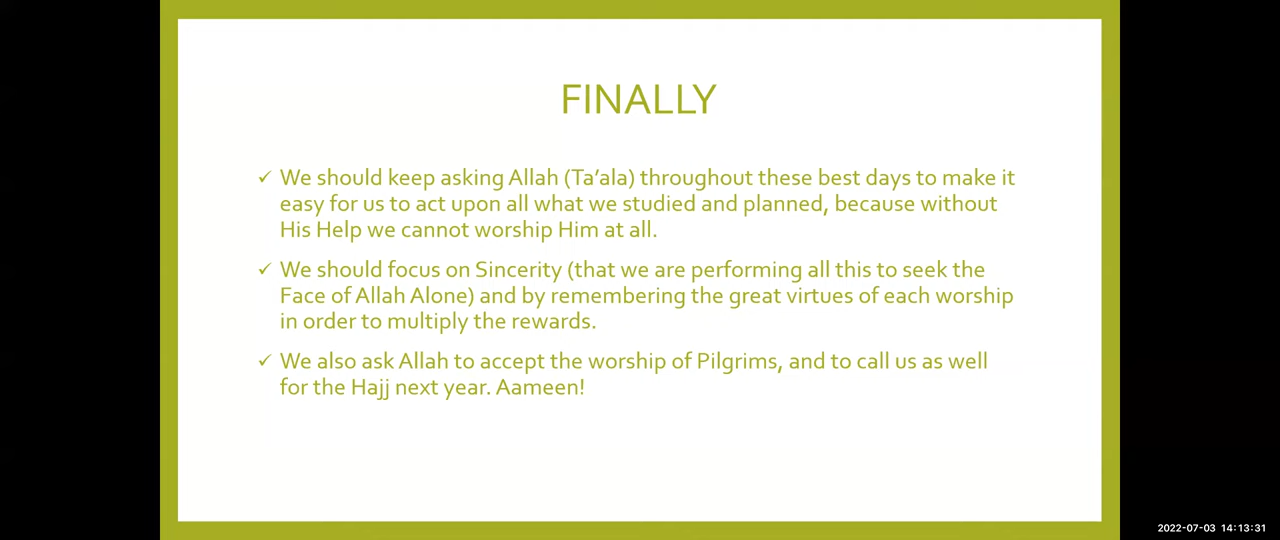 FINALLY
✓ We should keep asking Allah (Ta’ala) throughout these best days to make it
easy for us to act upon all what we studied and planned, because without
His Help we cannot worship Him at all.
✓ We should focus on Sincerity (that we are performing all this to seek the
Face of Allah Alone) and by remembering the great virtues of each worship
in order to multiply the rewards.
✓ We also ask Allah to accept the worship of Pilgrims, and to call us as well
for the Hajj next year. Aameen!
2022-07-03 14:13:31